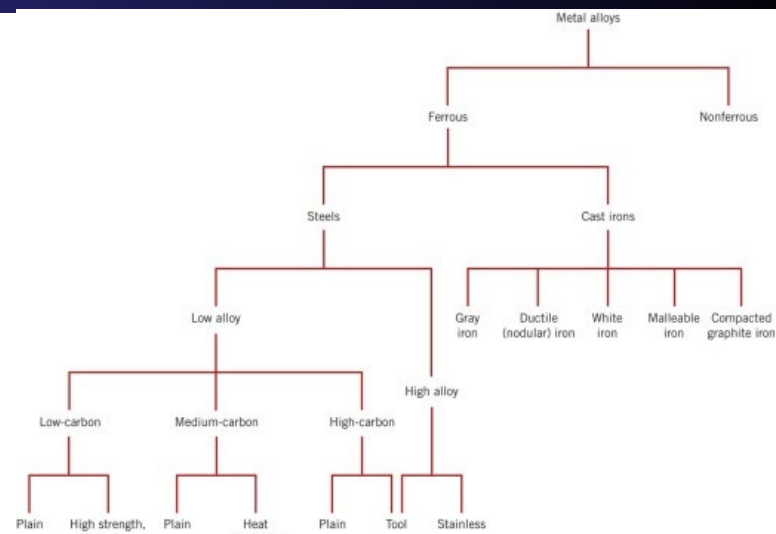 Metal alloys
Ferrous
Nonferrous
Steels
Cast irons
Low alloy
Gray
iron
Ductile
(nodular) iron
White
iron
Malleable
iron
Compacted
graphite iron
High alloy
Low-carbon
Medium-carbon
High-carbon
Plain
High strength,
Plain
Heat
Plain
Tool
Stainless